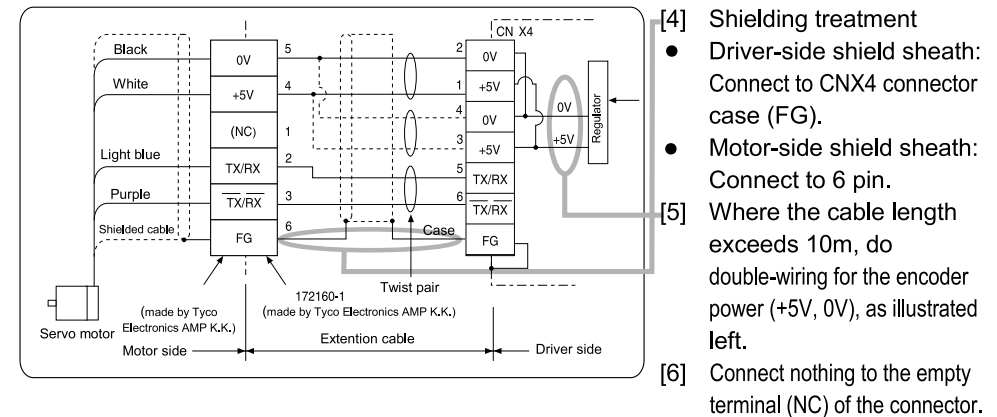 CN X4
Black
White
Light blue
Purple
Shielded cable
0V
+5V
(NC)
TX/RX
TX/RX
FG
5
4
1
2
3
6
2
1
4
3
5
6
Case
0V
+5V
0V
+5V
TX/RX
TX/RX
FG
0V
+5V
Regulator
Servo motor
(made by Tyco
Electronics AMP K.K.)
172160-1
(made by Tyco Electronics AMP K.K.)
Twist pair
Motor side
Extention cable
Driver side
[4] Shielding treatment
● Driver-side shield sheath:
Connect to CNX4 connector
case (FG).
● Motor-side shield sheath:
Connect to 6 pin.
[5] Where the cable length
exceeds 10m, do
double-wiring for the encoder
power (+5V, 0V), as illustrated
left.
[6] Connect nothing to the empty
terminal (NC) of the connector.